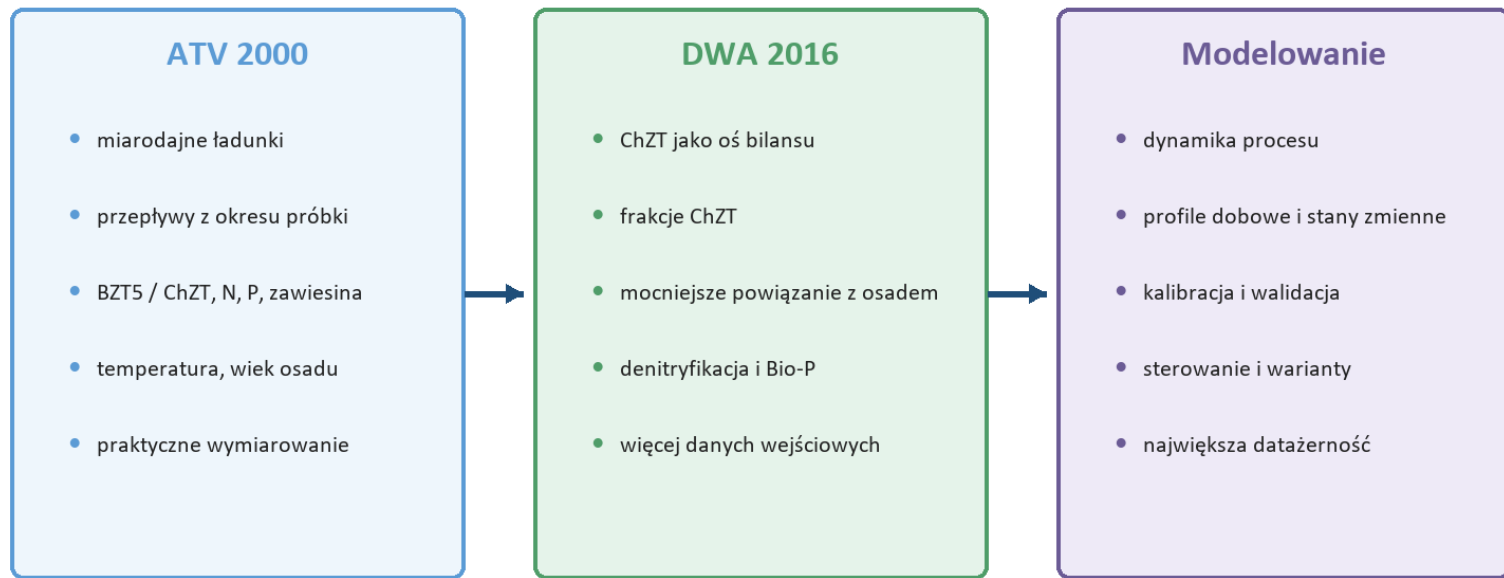 ATV 2000
• miarodajne ładunki
• przepływy z okresu próbki
• BZT5 / ChZT, N, P, zawiesina
• temperatura, wiek osadu
• praktyczne wymiarowanie
DWA 2016
• ChZT jako oś bilansu
• frakcje ChZT
• mocniejsze powiązanie z osadem
• denitryfikacja i Bio-P
• więcej danych wejściowych
Modelowanie
• dynamika procesu
• profile dobowe i stany zmienne
• kalibracja i walidacja
• sterowanie i warianty
• największa datażerność